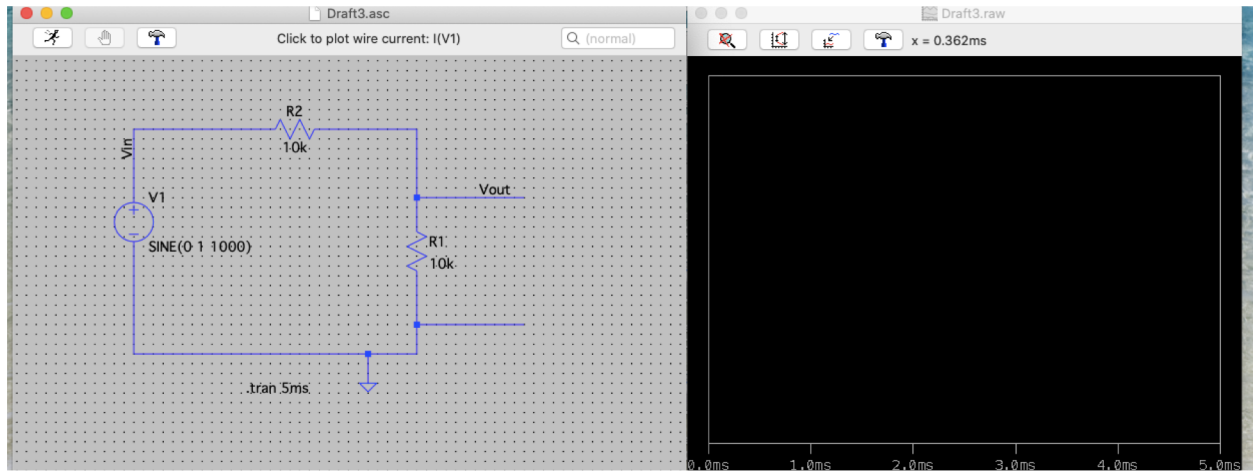 Draft3.asc
Click to plot wire current: I(V1)
(normal)
R2
10k
Vin
V1
SINE(0 1 1000)
Vout
R1
10k
.tran 5ms
Draft3.raw
x = 0.362ms
0.0ms 1.0ms 2.0ms 3.0ms 4.0ms 5.0ms